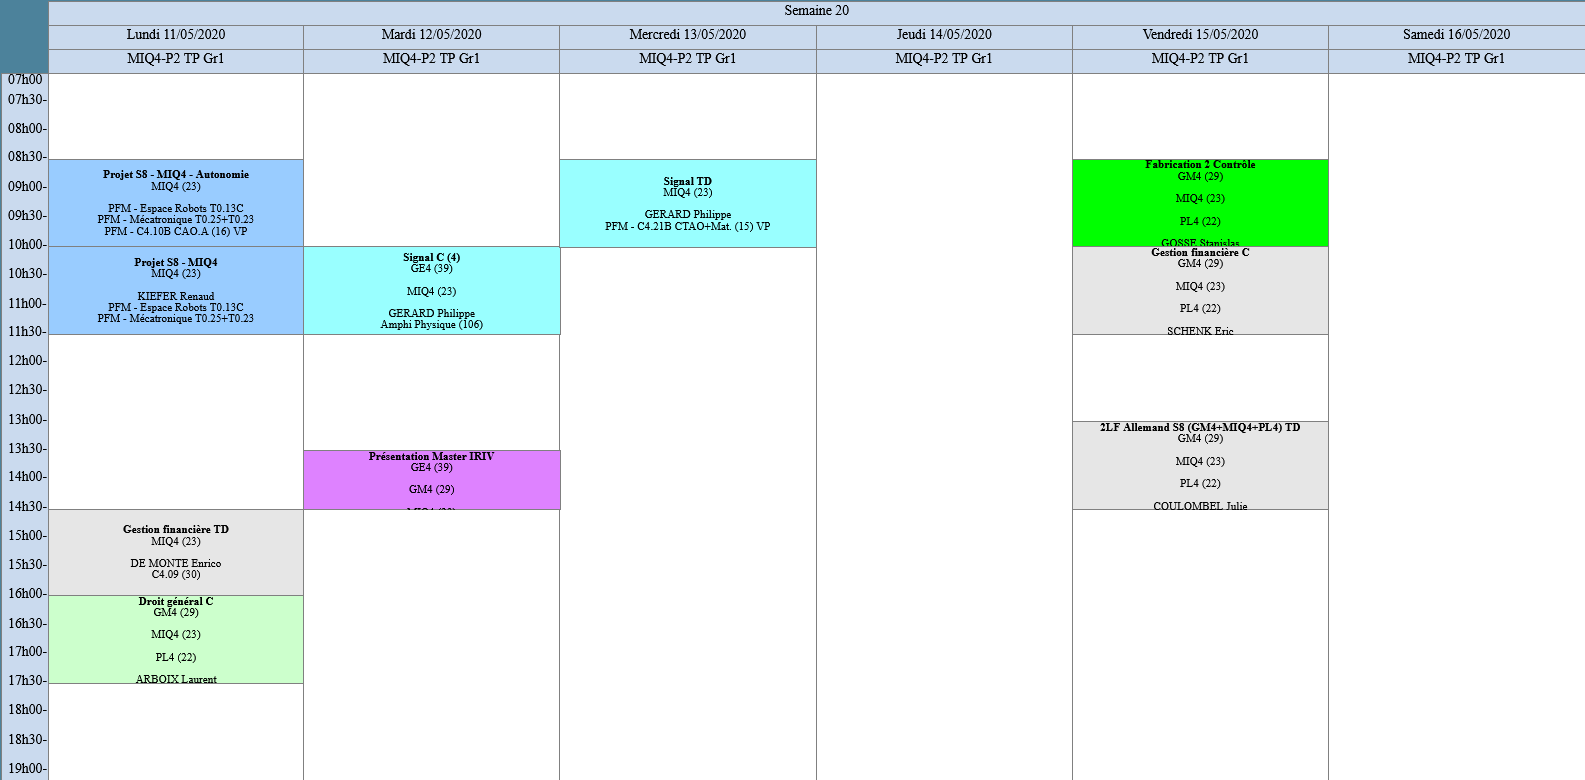 Semaine 20
Lundi 11/05/2020
Mardi 12/05/2020
Mercredi 13/05/2020
Jeudi 14/05/2020
Vendredi 15/05/2020
Samedi 16/05/2020
MIQ4-P2 TP Gr1
MIQ4-P2 TP Gr1
MIQ4-P2 TP Gr1
MIQ4-P2 TP Gr1
MIQ4-P2 TP Gr1
MIQ4-P2 TP Gr1
07h00
07h30-
08h00-
08h30-
09h00-
09h30-
10h00-
10h30-
11h00-
11h30-
12h00-
12h30-
13h00-
13h30-
14h00-
14h30-
15h00-
15h30-
16h00-
16h30-
17h00-
17h30-
18h00-
18h30-
19h00-
Projet S8 - MIQ4 - Autonomie
MIQ4 (23)
PFM - Espace Robots T0.13C
PFM - Mécatronique T0.25+T0.23
PFM - C4.10B CAO.A (16) VP
Projet S8 - MIQ4
MIQ4 (23)
KIEFER Renaud
PFM - Espace Robots T0.13C
PFM - Mécatronique T0.25+T0.23
Gestion financière TD
MIQ4 (23)
DE MONTE Enrico
C4.09 (30)
Droit général C
GM4 (29)
MIQ4 (23)
PL4 (22)
ARBOIX Laurent
Signal C (4)
GE4 (39)
MIQ4 (23)
GERARD Philippe
Amphi Physique (106)
Présentation Master IRIV
GE4 (39)
GM4 (29)
MIQ4 (23)
Signal TD
MIQ4 (23)
GERARD Philippe
PFM - C4.21B CTAO+Mat. (15) VP
Fabrication 2 Contrôle
GM4 (29)
MIQ4 (23)
PL4 (22)
GOSSE Stanislas
Gestion financière C
GM4 (29)
MIQ4 (23)
PL4 (22)
SCHENK Eric
2LF Allemand S8 (GM4+MIQ4+PL4) TD
GM4 (29)
MIQ4 (23)
PL4 (22)
COULOMBEL Julie